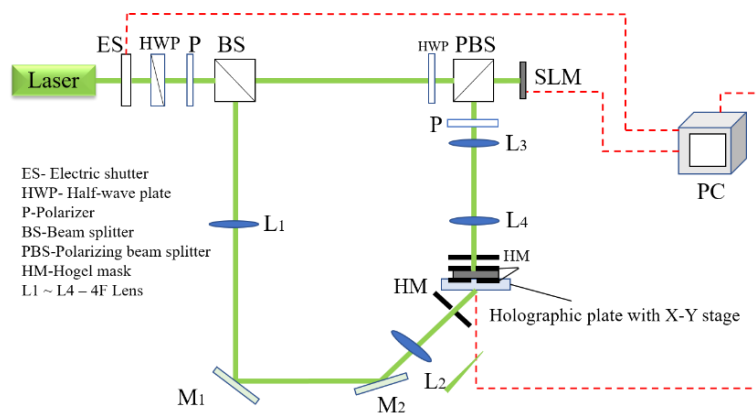 ES
HWP
P
BS
HWP
PBS
Laser
SLM
P
L3
PC
ES- Electric shutter
HWP- Half-wave plate
P-Polarizer
BS-Beam splitter
PBS-Polarizing beam splitter
HM-Hogel mask
L1 ~ L4 – 4F Lens
L1
L4
HM
HM
Holographic plate with X-Y stage
L2
M1
M2